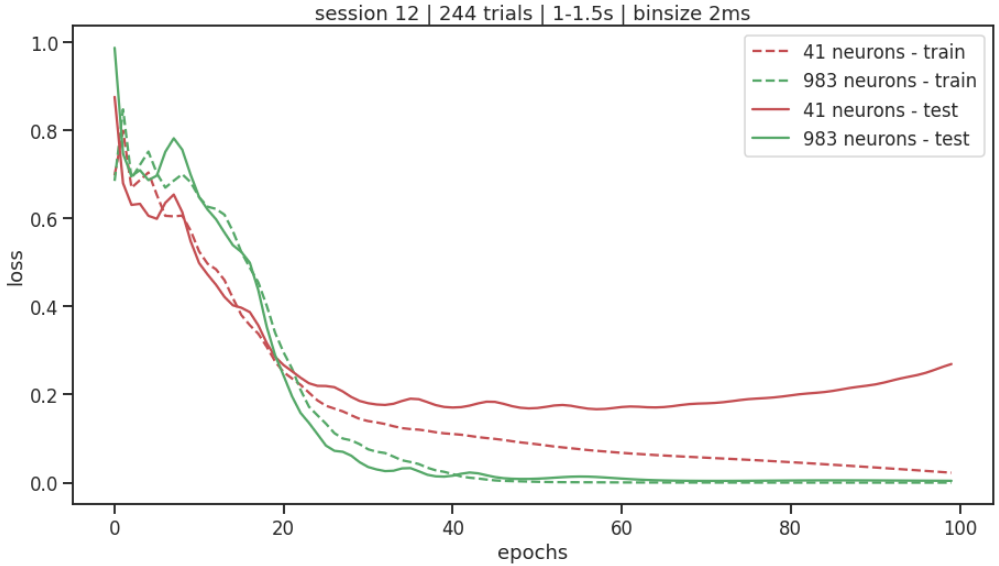 session 12 | 244 trials | 1-1.5s | binsize 2ms
41 neurons - train
983 neurons - train
41 neurons - test
983 neurons - test
loss
1.0
0.8
0.6
0.4
0.2
0.0
0
20
40
60
80
100
epochs